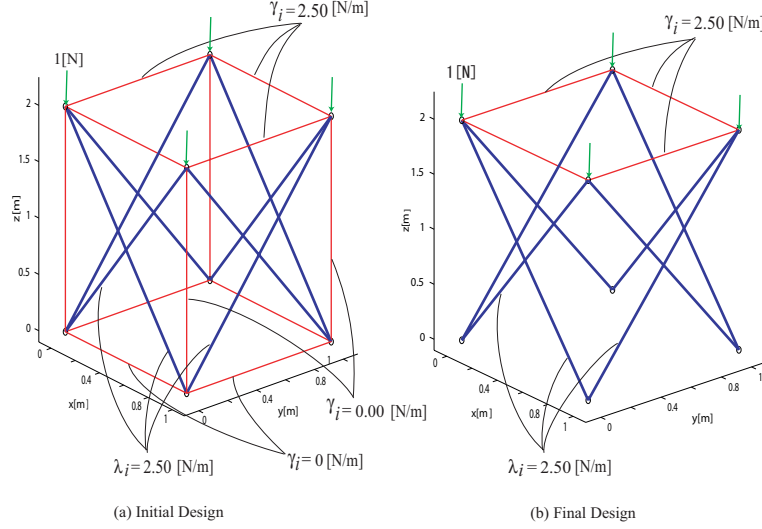 γi=2.50 [N/m]
1[N]
2
1.5
z[m]
1
0.5
0
0
0.4
x[m]
0.8
1
0
0.4
y[m]
0.8
1
γi=0.00 [N/m]
λi=2.50 [N/m]
γi=0 [N/m]
(a) Initial Design
γi=2.50 [N/m]
1[N]
2
1.5
z[m]
1
0.5
0
0
0.4
x[m]
0.8
1
0
0.4
y[m]
0.8
1
λi=2.50 [N/m]
(b) Final Design